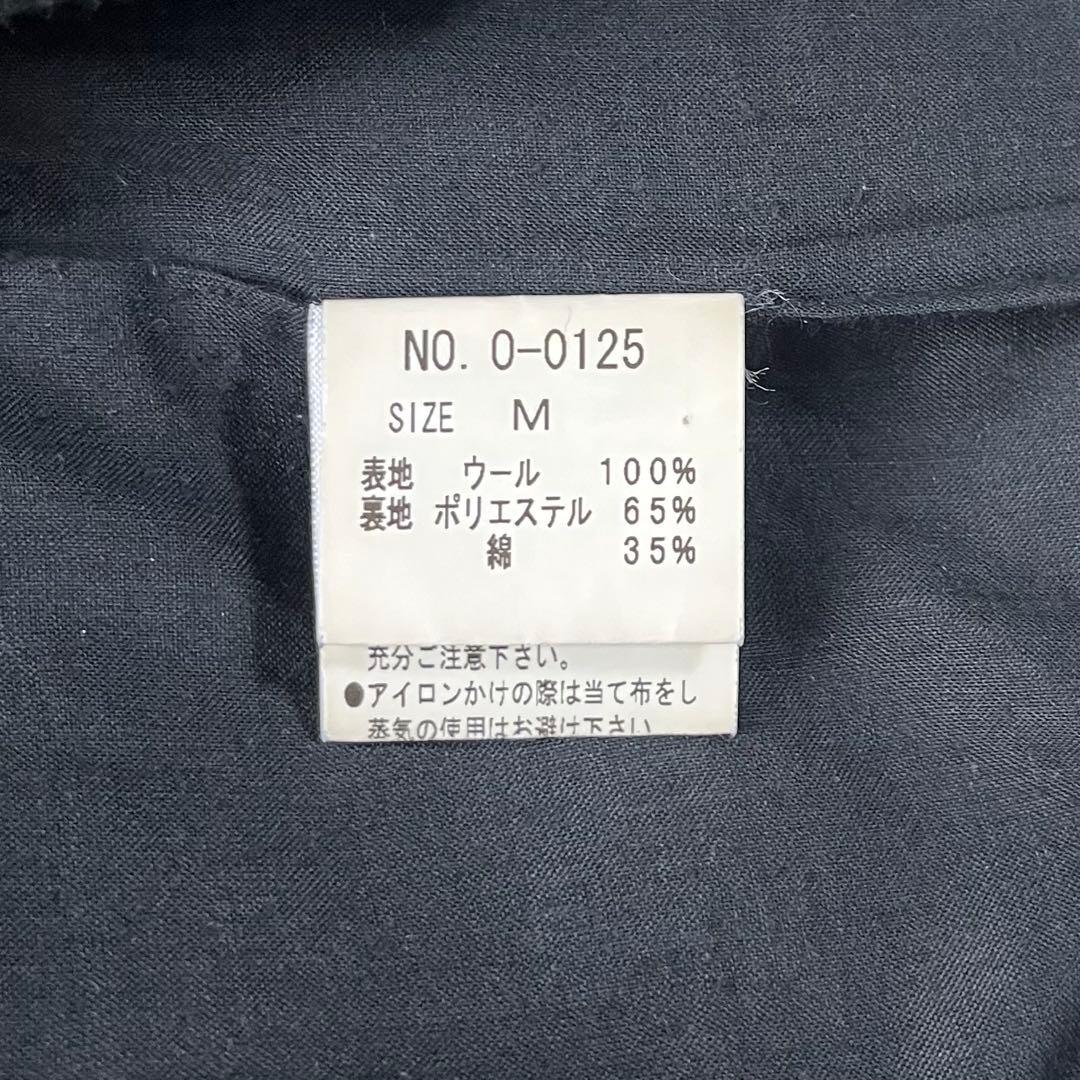 NO. 0-0125
SIZE M
表地 ウール 100%
裏地 ポリエステル 65%
綿 35%
充分ご注意下さい。
●アイロンかけの際は当て布をし
蒸気の使用はお避け下さい